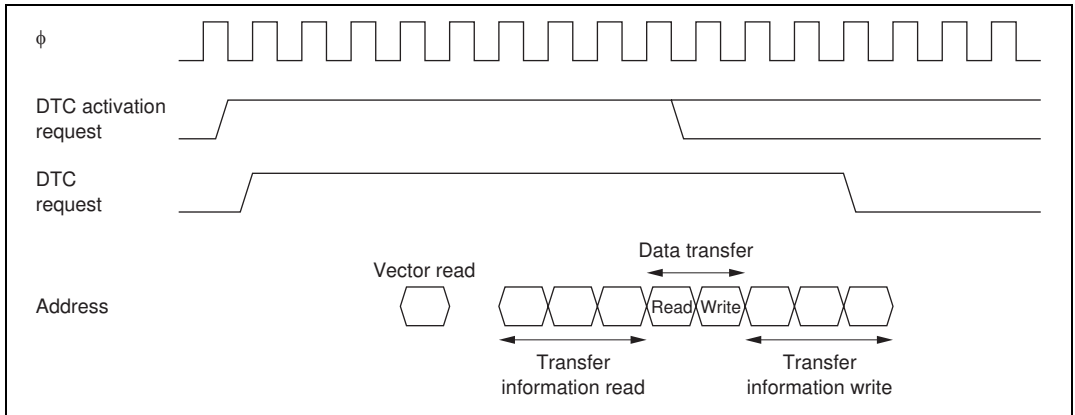 ϕ
DTC activation
request
DTC
request
Data transfer
Vector read
Address
Read Write
Transfer
information read
Transfer
information write